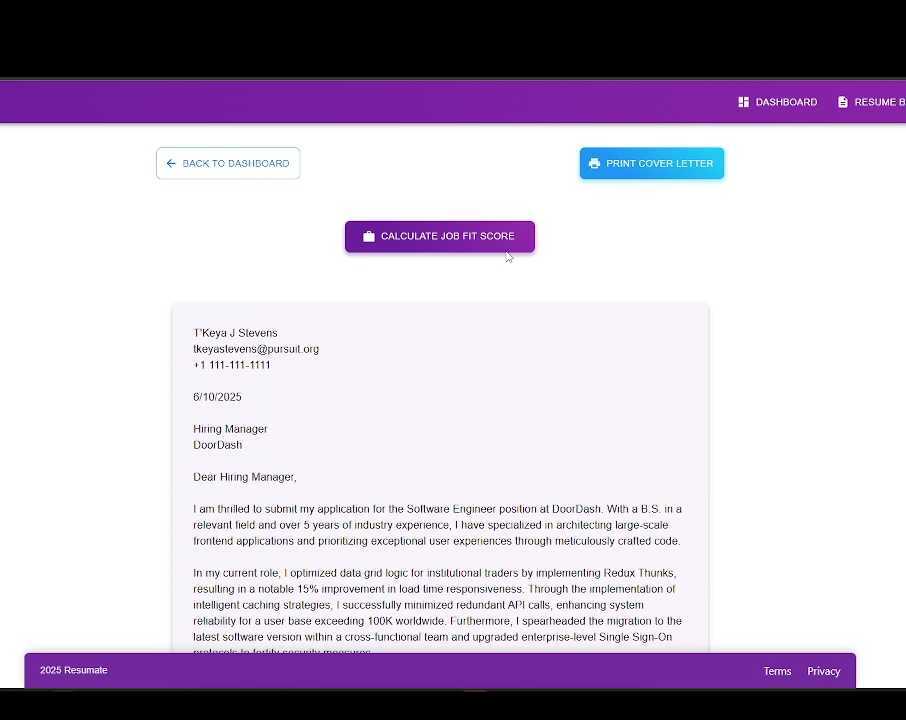 DASHBOARD
RESUME B
BACK TO DASHBOARD
PRINT COVER LETTER
CALCULATE JOB FIT SCORE
T'Keya J Stevens
tkeyastevens@pursuit.org
+1 111-111-1111
6/10/2025
Hiring Manager
DoorDash
Dear Hiring Manager,
I am thrilled to submit my application for the Software Engineer position at DoorDash. With a B.S. in a
relevant field and over 5 years of industry experience, I have specialized in architecting large-scale
frontend applications and prioritizing exceptional user experiences through meticulously crafted code.
In my current role, I optimized data grid logic for institutional traders by implementing Redux Thunks,
resulting in a notable 15% improvement in load time responsiveness. Through the implementation of
intelligent caching strategies, I successfully minimized redundant API calls, enhancing system
reliability for a user base exceeding 100K worldwide. Furthermore, I spearheaded the migration to the
latest software version within a cross-functional team and upgraded enterprise-level Single Sign-On
protocols to fortify security measures.
2025 Resumate
Terms
Privacy